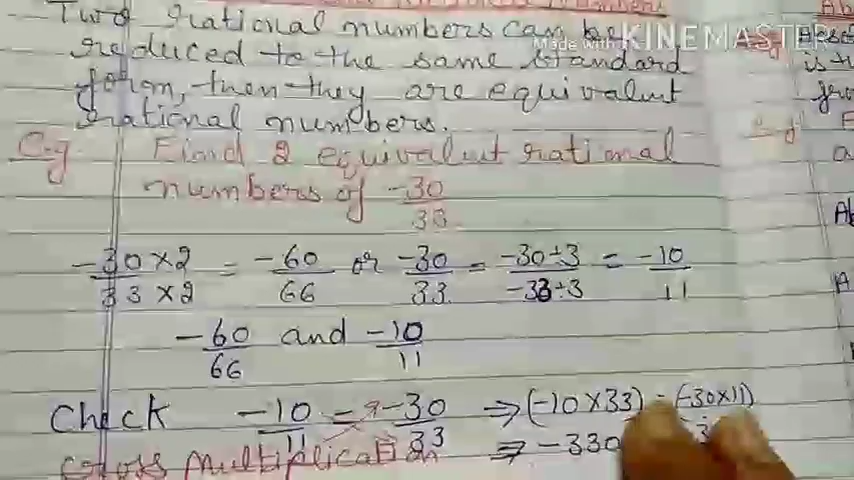 Two rational numbers can be
reduced to the same standard
form, then they are equivalent
rational numbers.
Made with KINEMASTER
e.g Find 2 equivalent rational
numbers of -30/33
-30×2/33×2 = -60/66 or -30/33 = -30÷3/-33÷3 = -10/11
-60/66 and -10/11
Check -10/11 = -30/33 ⇒ (-10×33) = (-30×11)
Cross Multiplication ⇒ -330